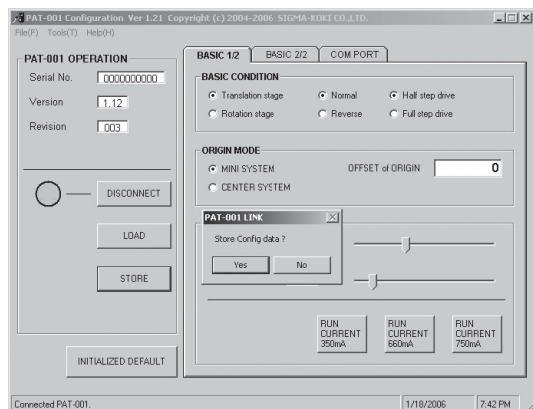 PAT-001 Configuration Ver 1.21 Copyright (c) 2004-2006 SIGMA-KOKI CO.,LTD.
File(F) Tools(T) Help(H)
PAT-001 OPERATION
Serial No. 0000000000
Version 1.12
Revision 003
DISCONNECT
LOAD
STORE
INITIALIZED DEFAULT
BASIC 1/2 BASIC 2/2 COM PORT
BASIC CONDITION
Translation stage Normal Half step drive
Rotation stage Reverse Full step drive
ORIGIN MODE
MINI SYSTEM OFFSET of ORIGIN 0
CENTER SYSTEM
PAT-001 LINK
Store Config data ?
Yes No
RUN CURRENT 350mA
RUN CURRENT 660mA
RUN CURRENT 750mA
Connected PAT-001. 1/18/2006 7:42 PM